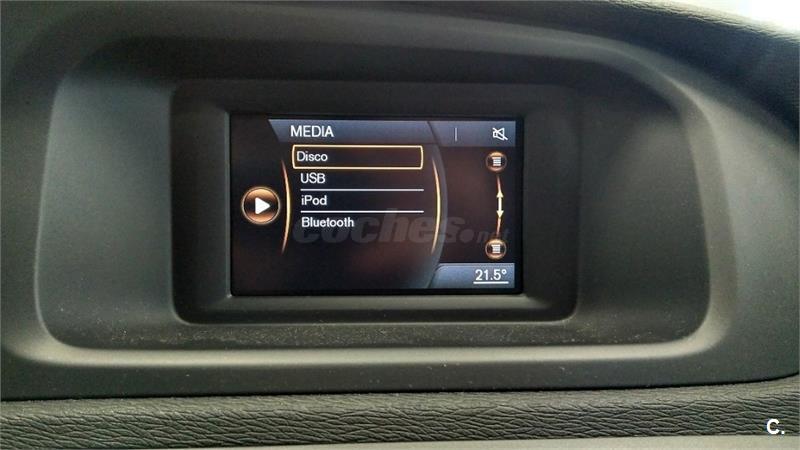 MEDIA
Disco
USB
iPod
Bluetooth
coches.net
21.5°
C.